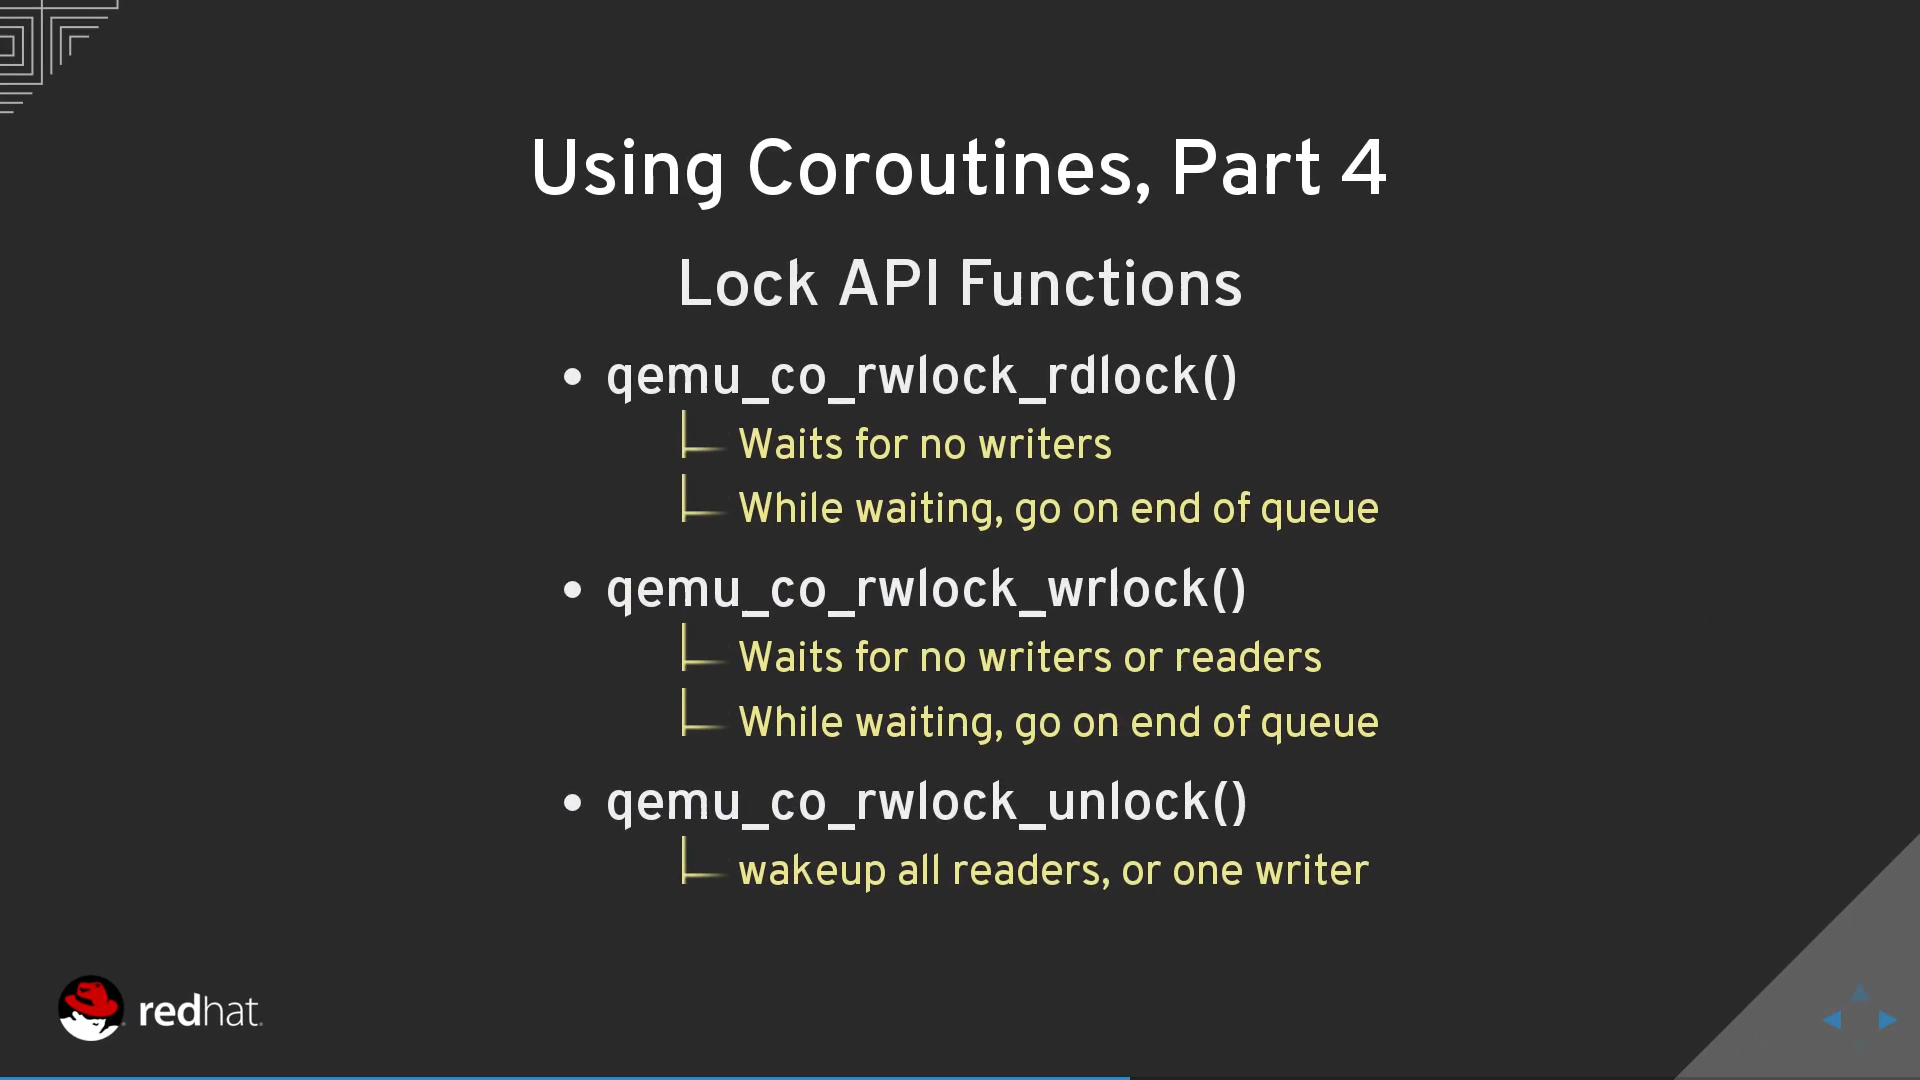 Using Coroutines, Part 4
Lock API Functions
• qemu_co_rwlock_rdlock()
Waits for no writers
While waiting, go on end of queue
• qemu_co_rwlock_wrlock()
Waits for no writers or readers
While waiting, go on end of queue
• qemu_co_rwlock_unlock()
wakeup all readers, or one writer
redhat.